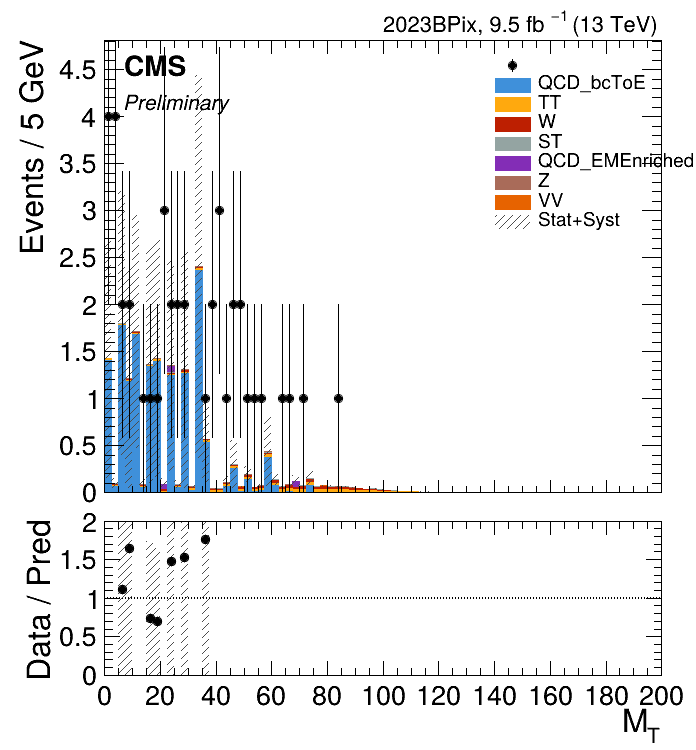 2023BPix, 9.5 fb⁻¹ (13 TeV)
Events / 5 GeV
CMS
Preliminary
QCD_bcToE
TT
W
ST
QCD_EMEnriched
Z
VV
Stat+Syst
4.5
4
3.5
3
2.5
2
1.5
1
0.5
0
Data / Pred
2
1.5
1
0.5
0
0 20 40 60 80 100 120 140 160 180 200
M_T